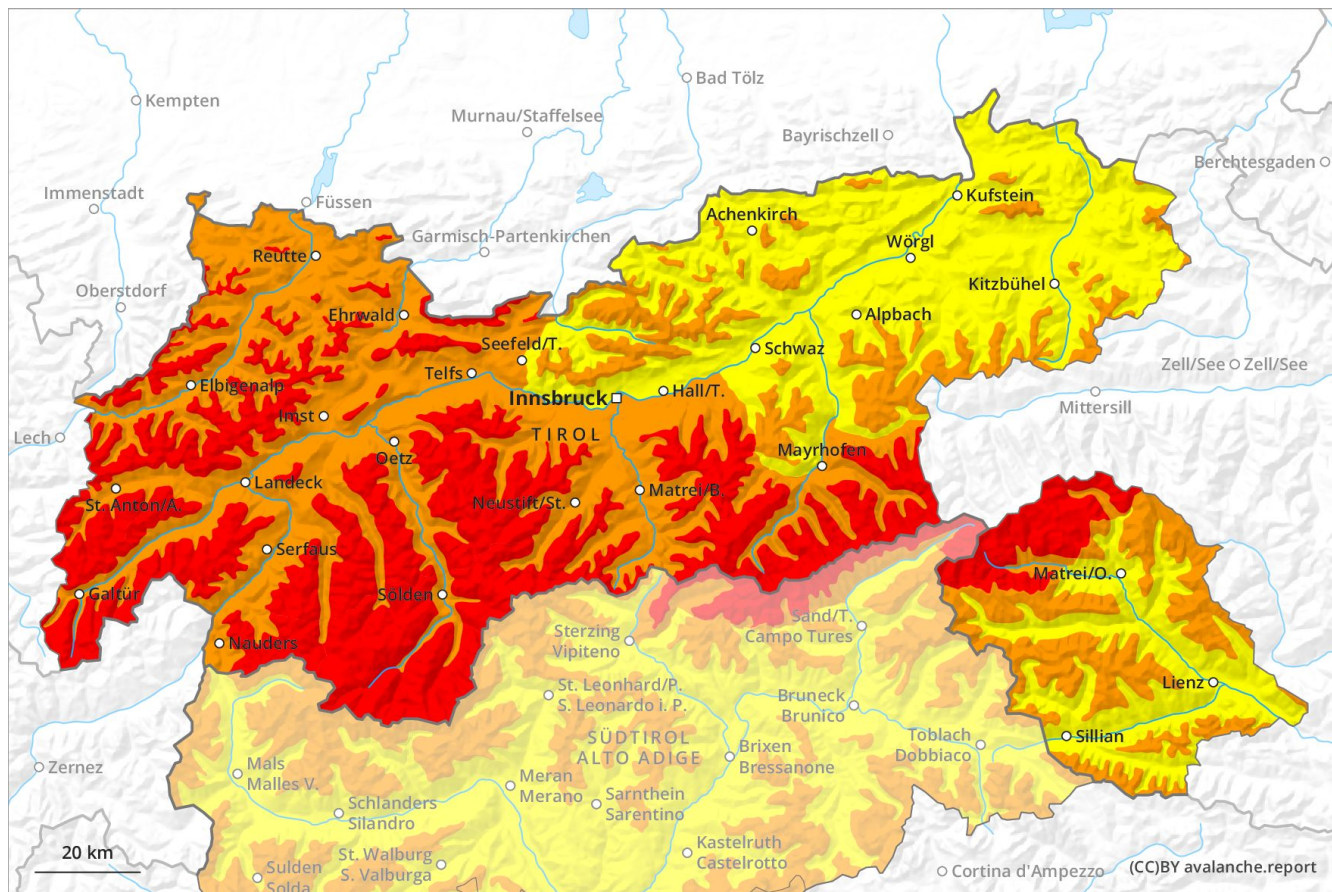 Kempten
Bad Tölz
Murnau/Staffelsee
Bayrischzell
Berchtesgaden
Immenstadt
Füssen
Kufstein
Achenkirch
Garmisch-Partenkirchen
Wörgl
Reutte
Kitzbühel
Oberstdorf
Ehrwald
Alpbach
Seefeld/T.
Schwaz
Zell/See
Zell/See
Telfs
Elbigenalp
Hall/T.
Innsbruck
Mittersill
Imst
TIROL
Lech
Mayrhofen
Oetz
Landeck
Matrei/B.
St. Anton/A.
Neustift/St.
Serfaus
Matrei/O.
Galtür
Sölden
Sand/T.
Campo Tures
Sterzing
Vipiteno
Nauders
Lienz
St. Leonhard/P.
S. Leonardo i. P.
Bruneck
Brunico
SÜDTIROL
ALTO ADIGE
Toblach
Dobbiaco
Sillian
Brixen
Bressanone
Zernez
Mals
Malles V.
Meran
Merano
Sarnthein
Sarentino
Schlanders
Silandro
Kastelruth
Castelrotto
20 km
St. Walburg
S. Valburga
Sulden
Solda
Cortina d'Ampezzo
(CC)BY avalanche.report